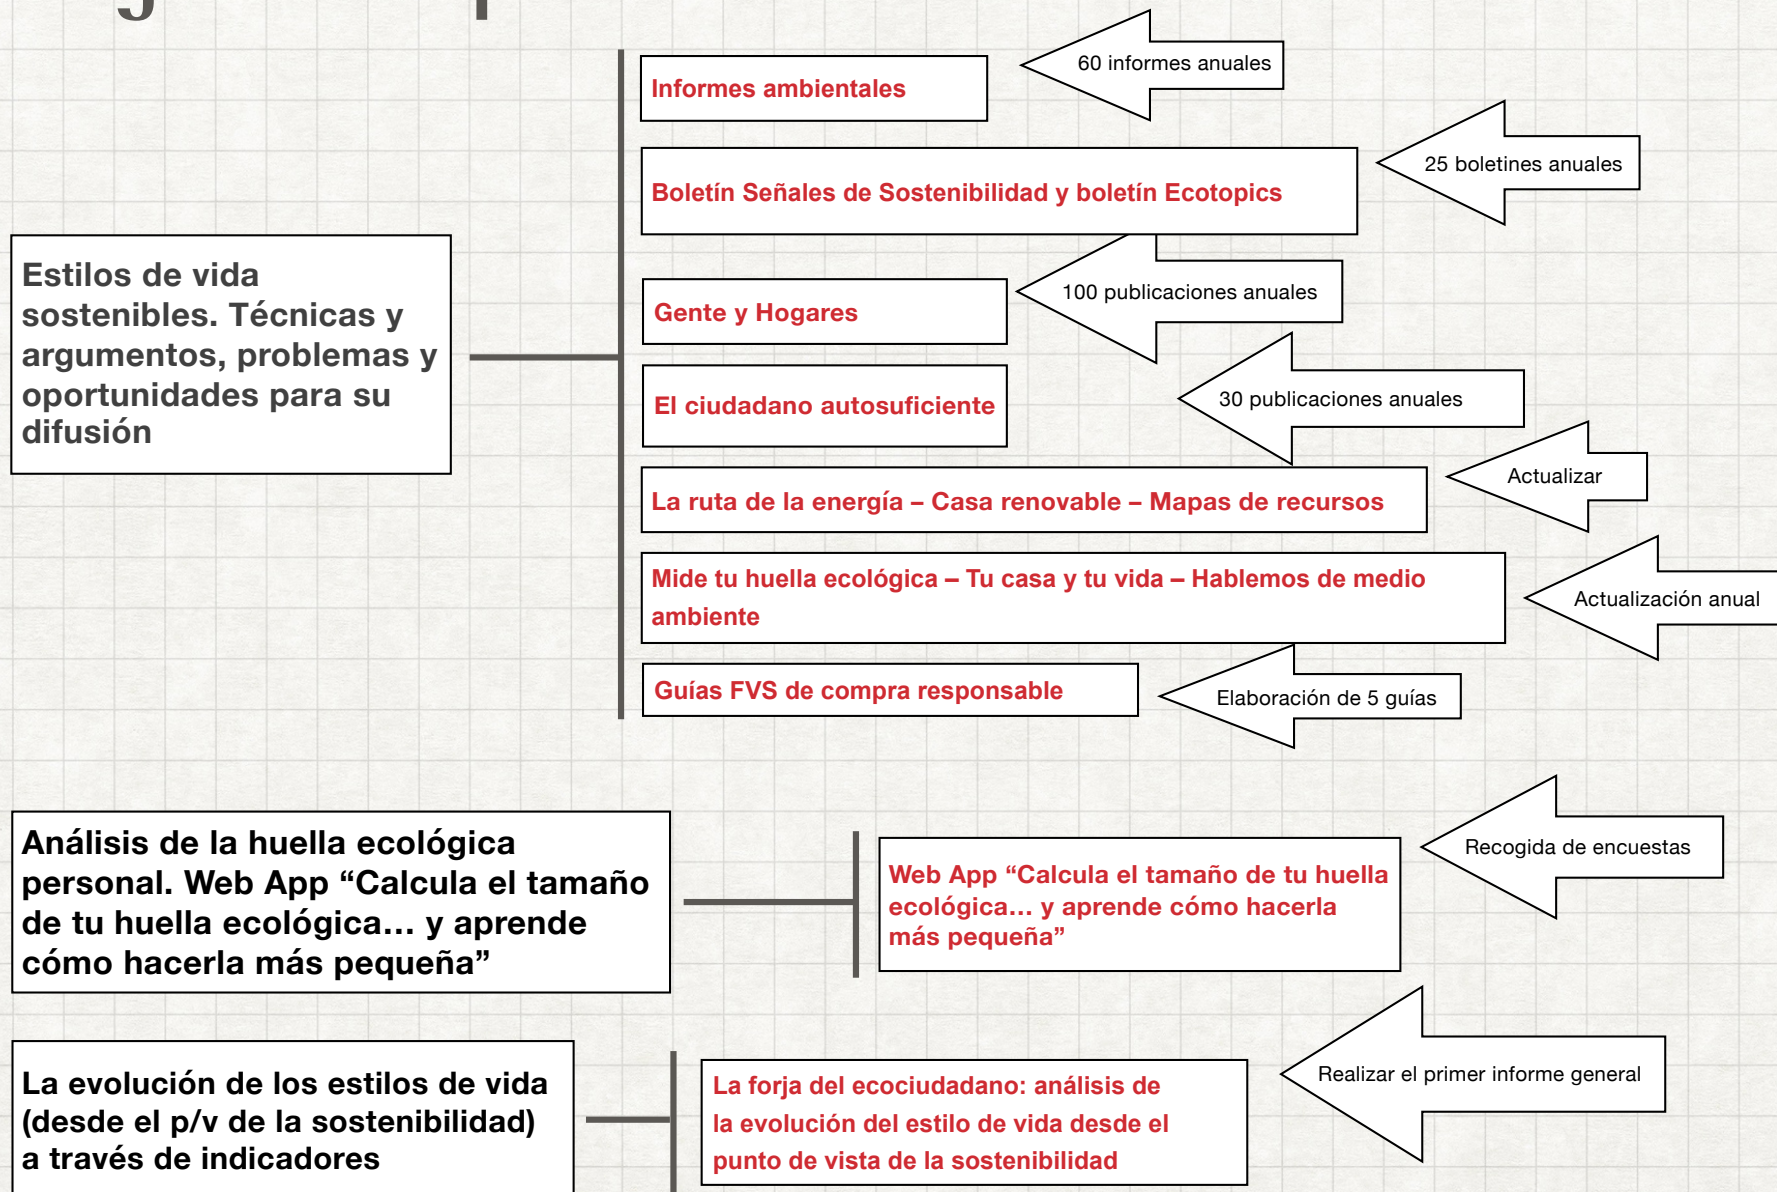 Informes ambientales
60 informes anuales
Boletín Señales de Sostenibilidad y boletín Ecotopics
25 boletines anuales
Estilos de vida
sostenibles. Técnicas y
argumentos, problemas y
oportunidades para su
difusión
Gente y Hogares
100 publicaciones anuales
El ciudadano autosuficiente
30 publicaciones anuales
La ruta de la energía – Casa renovable – Mapas de recursos
Actualizar
Mide tu huella ecológica – Tu casa y tu vida – Hablemos de medio
ambiente
Actualización anual
Guías FVS de compra responsable
Elaboración de 5 guías
Análisis de la huella ecológica
personal. Web App “Calcula el tamaño
de tu huella ecológica… y aprende
cómo hacerla más pequeña”
Web App “Calcula el tamaño de tu huella
ecológica… y aprende cómo hacerla
más pequeña”
Recogida de encuestas
La evolución de los estilos de vida
(desde el p/v de la sostenibilidad)
a través de indicadores
La forja del ecociudadano: análisis de
la evolución del estilo de vida desde el
punto de vista de la sostenibilidad
Realizar el primer informe general